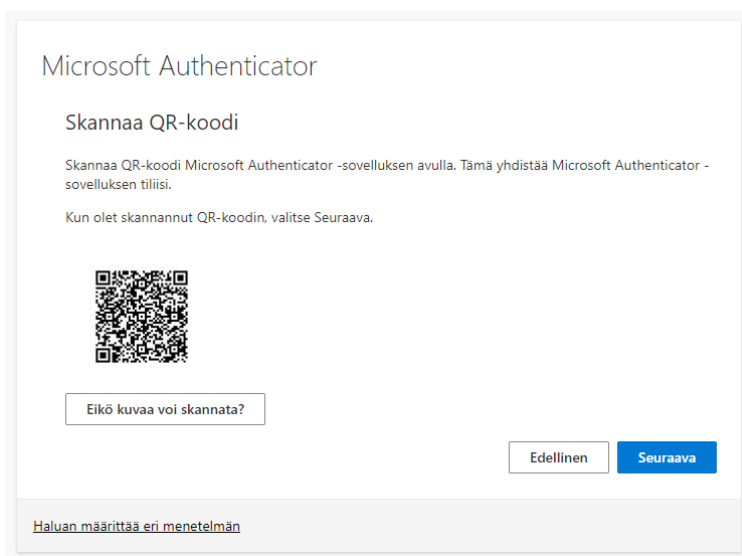 Microsoft Authenticator
Skannaa QR-koodi
Skannaa QR-koodi Microsoft Authenticator -sovelluksen avulla. Tämä yhdistää Microsoft Authenticator -
sovelluksen tiliisi.
Kun olet skannannut QR-koodin, valitse Seuraava.
Eikö kuvaa voi skannata?
Edellinen
Seuraava
Haluan määrittää eri menetelmän